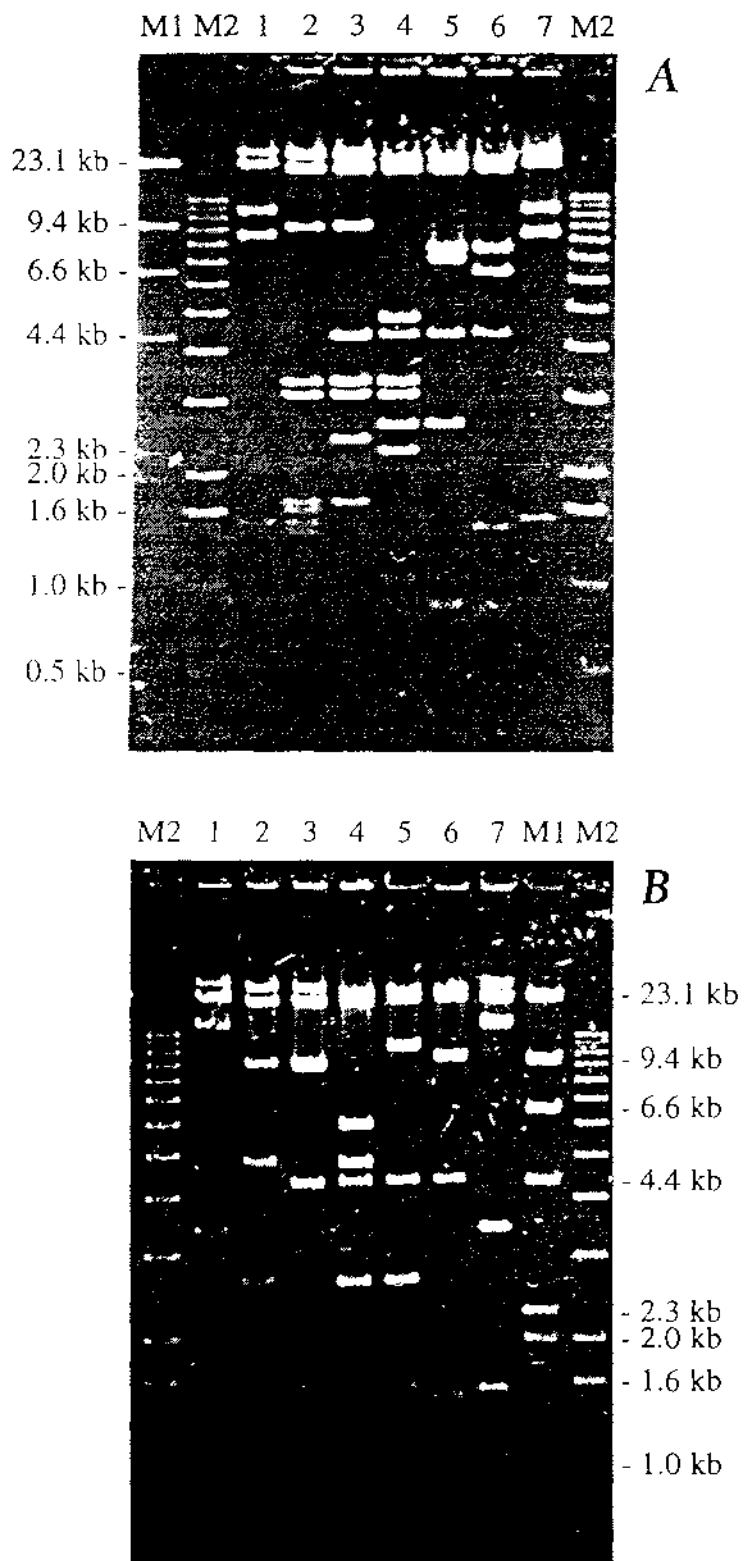 M1 M2 1 2 3 4 5 6 7 M2
A
23.1 kb -
9.4 kb -
6.6 kb -
4.4 kb -
2.3 kb -
2.0 kb -
1.6 kb -
1.0 kb -
0.5 kb -
M2 1 2 3 4 5 6 7 M1 M2
B
- 23.1 kb
- 9.4 kb
- 6.6 kb
- 4.4 kb
- 2.3 kb
- 2.0 kb
- 1.6 kb
- 1.0 kb